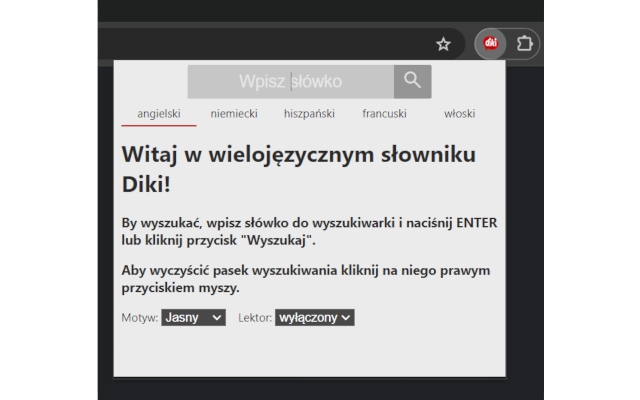 diki
Wpisz słówko
angielski niemiecki hiszpański francuski włoski
Witaj w wielojęzycznym słowniku
Diki!
By wyszukać, wpisz słówko do wyszukiwarki i naciśnij ENTER
lub kliknij przycisk "Wyszukaj".
Aby wyczyścić pasek wyszukiwania kliknij na niego prawym
przyciskiem myszy.
Motyw: Jasny Lektor: wyłączony